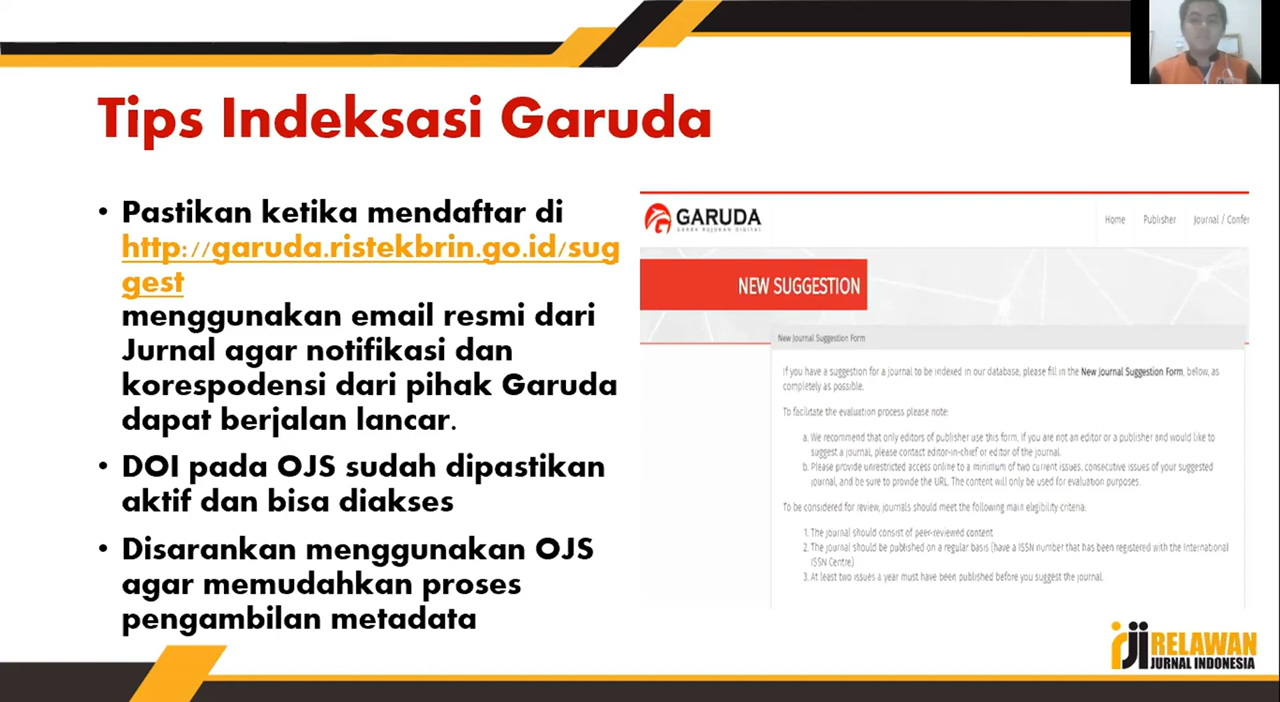 Tips Indeksasi Garuda
• Pastikan ketika mendaftar di
http://garuda.ristekbrin.go.id/sug
gest
menggunakan email resmi dari
Jurnal agar notifikasi dan
korespodensi dari pihak Garuda
dapat berjalan lancar.
• DOI pada OJS sudah dipastikan
aktif dan bisa diakses
• Disarankan menggunakan OJS
agar memudahkan proses
pengambilan metadata
GARUDA
GARBA RUJUKAN DIGITAL
Home Publisher Journal / Confer
NEW SUGGESTION
New Journal Suggestion Form
If you have a suggestion for a journal to be indexed in our database, please fill in the New Journal Suggestion Form, below, as
completely as possible.
To facilitate the evaluation process please note:
a. We recommend that only editors of publisher use this form. If you are not an editor or a publisher and would like to
suggest a journal, please contact editor-in-chief or editor of the journal.
b. Please provide unrestricted access online to a minimum of two current issues, consecutive issues of your suggested
journal, and be sure to provide the URL. The content will only be used for evaluation purposes.
To be considered for review, journals should meet the following main eligibility criteria:
1. The journal should consist of peer-reviewed content
2. The journal should be published on a regular basis (have a ISSN number that has been registered with the International
ISSN Centre)
3. At least two issues a year must have been published before you suggest the journal.
rji RELAWAN
JURNAL INDONESIA